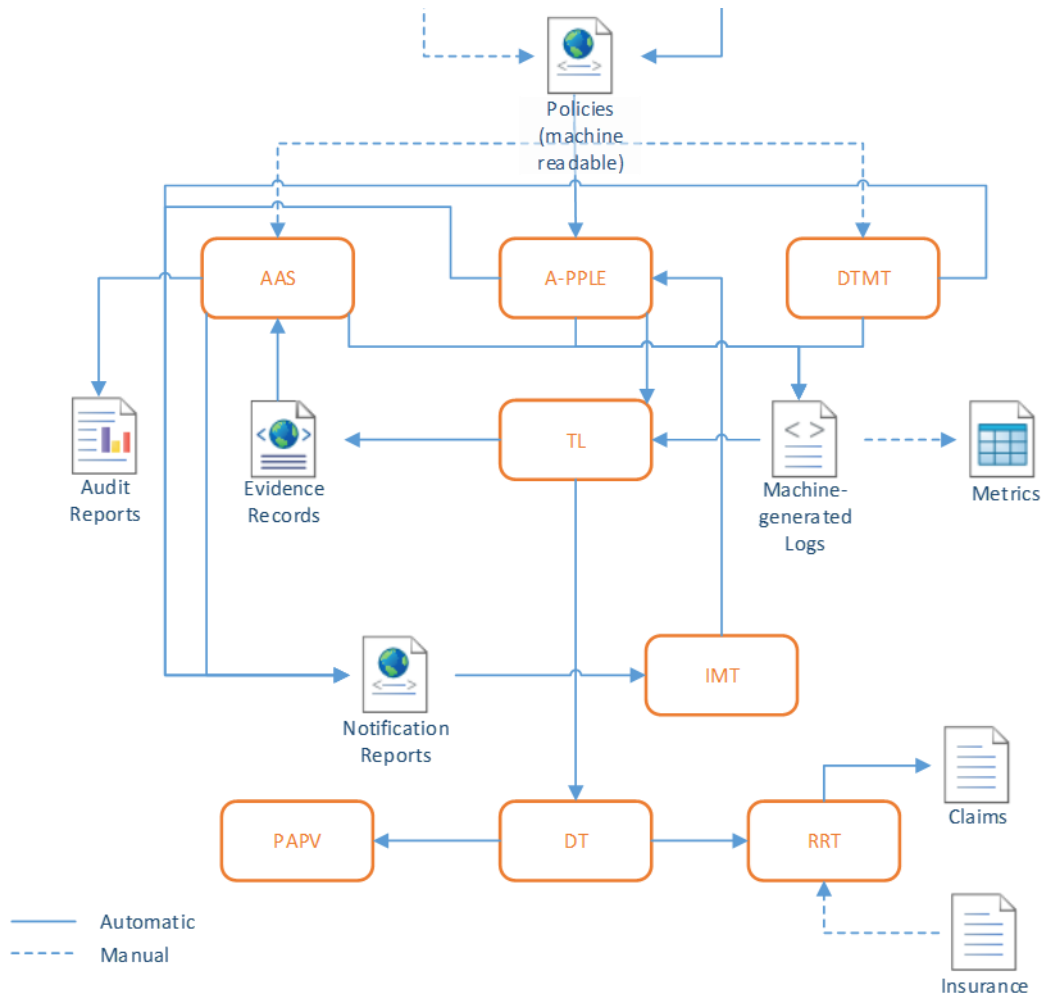 Policies
(machine
readable)
AAS
A-PPLE
DTMT
TL
Audit
Reports
Evidence
Records
Machine-
generated
Logs
Metrics
IMT
Notification
Reports
Claims
PAPV
DT
RRT
Automatic
Manual
Insurance